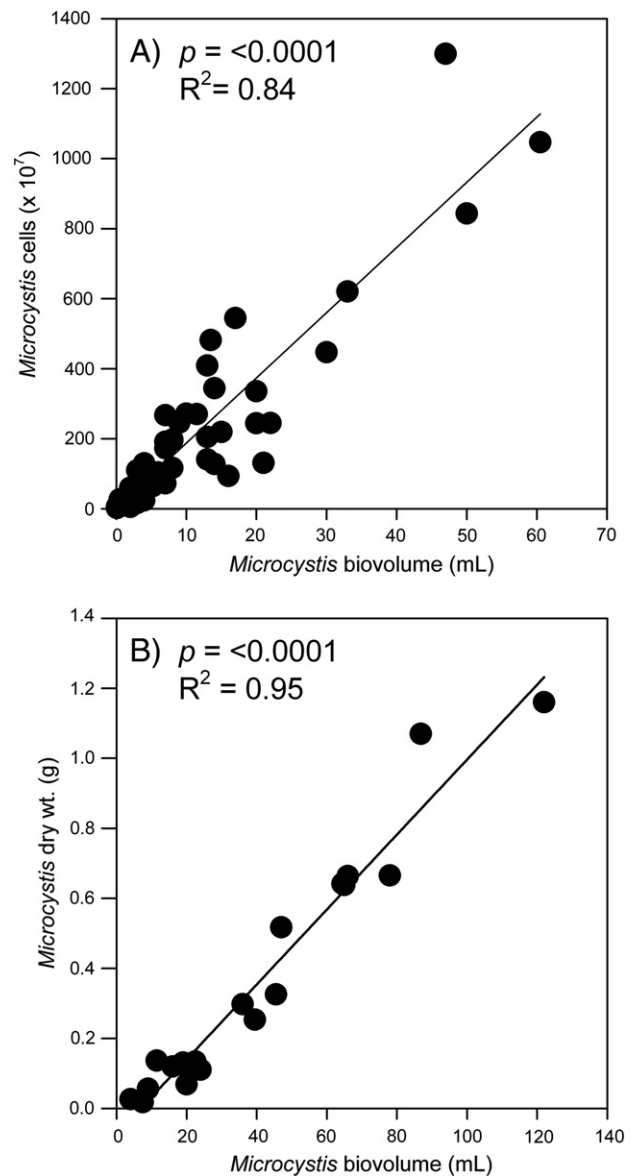 A) p = <0.0001
R²= 0.84
1400
1200
1000
800
600
400
200
0
Microcystis cells (x 10⁷)
0 10 20 30 40 50 60 70
Microcystis biovolume (mL)
B) p = <0.0001
R² = 0.95
1.4
1.2
1.0
0.8
0.6
0.4
0.2
0.0
Microcystis dry wt. (g)
0 20 40 60 80 100 120 140
Microcystis biovolume (mL)